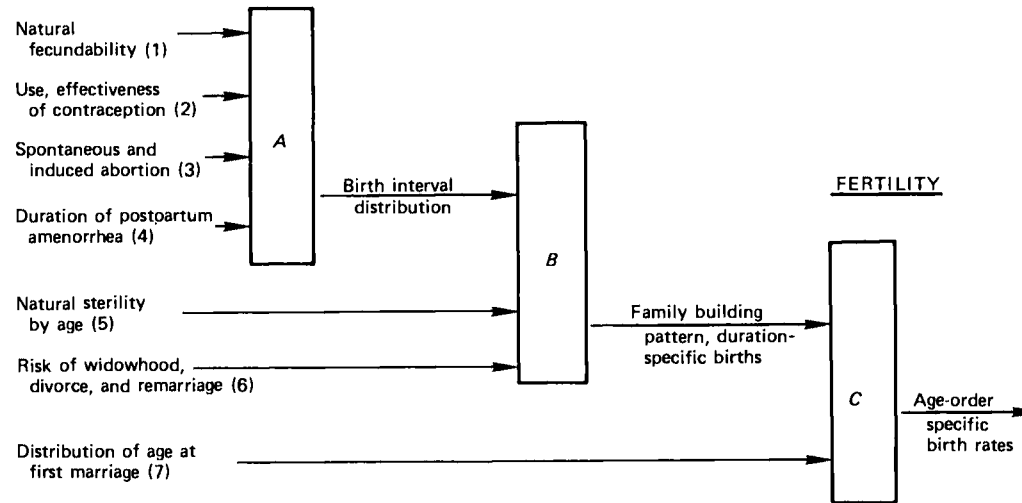 Natural
fecundability (1)
Use, effectiveness
of contraception (2)
Spontaneous and
induced abortion (3)
Duration of postpartum
amenorrhea (4)
A
Birth interval
distribution
Natural sterility
by age (5)
Risk of widowhood,
divorce, and remarriage (6)
B
Family building
pattern, duration-
specific births
FERTILITY
Distribution of age at
first marriage (7)
C
Age-order
specific
birth rates